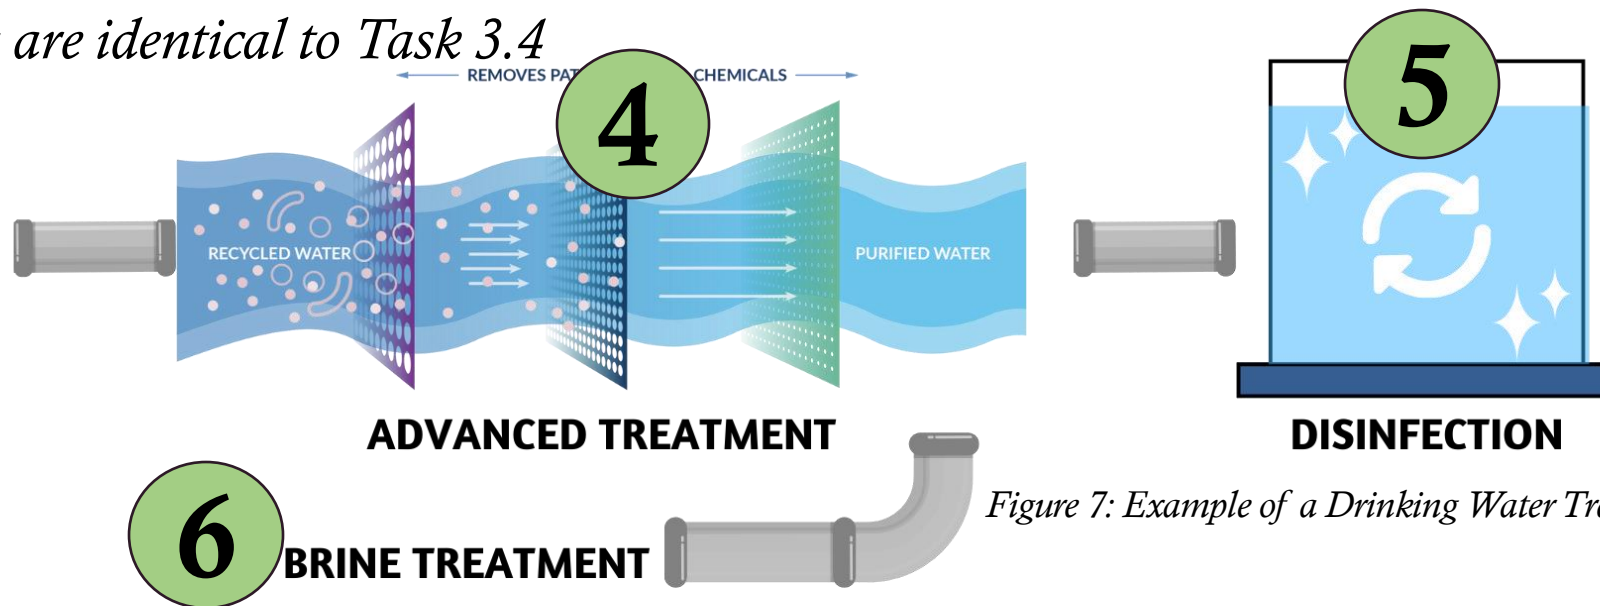 are identical to Task 3.4
REMOVES CHEMICALS
4
5
RECYCLED WATER
PURIFIED WATER
ADVANCED TREATMENT
DISINFECTION
Figure 7: Example of a Drinking Water
6
BRINE TREATMENT